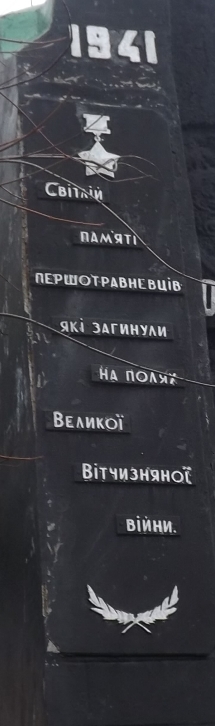 1941
Світлій
пам'яті
першотравневців
які загинули
на полях
Великої
Вітчизняної
війни.